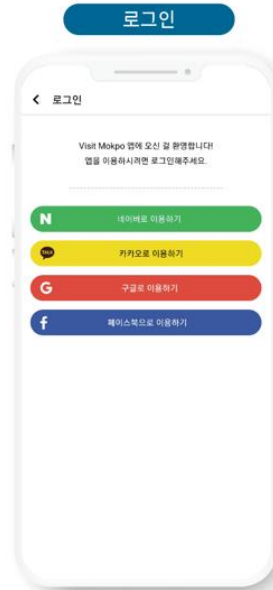 로그인
로그인
Visit Mokpo 앱에 오신 걸 환영합니다!
앱을 이용하시려면 로그인해주세요.
N 네이버로 이용하기
TALK 카카오로 이용하기
G 구글로 이용하기
f 페이스북으로 이용하기